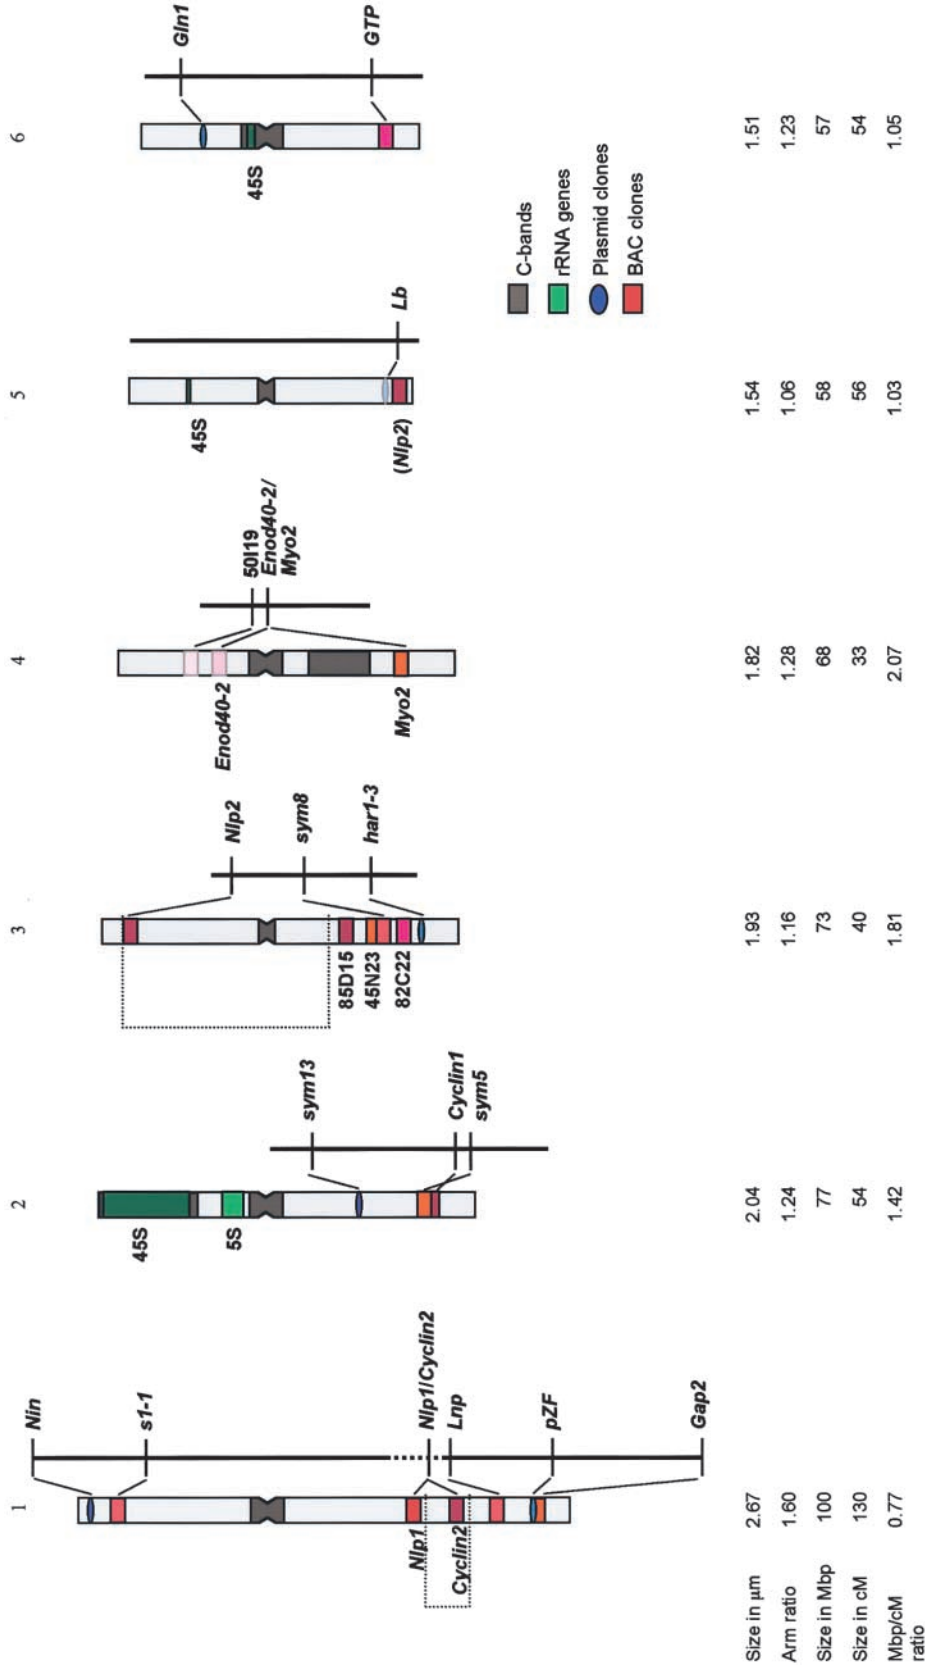 1
2
3
4
5
6
Nin
s1-1
Nlp1/Cyclin2
Lnp
pZF
Gap2
Nlp1
Cyclin2
45S
5S
sym13
Cyclin1
sym5
Nlp2
sym8
har1-3
85D15
45N23
82C22
50I19
Enod40-2/
Myo2
Enod40-2
Myo2
45S
Lb
(Nlp2)
Gln1
GTP
45S
C-bands
rRNA genes
Plasmid clones
BAC clones
Size in µm 2.67 2.04 1.93 1.82 1.54 1.51
Arm ratio 1.60 1.24 1.16 1.28 1.06 1.23
Size in Mbp 100 77 73 68 58 57
Size in cM 130 54 40 33 56 54
Mbp/cM 0.77 1.42 1.81 2.07 1.03 1.05
ratio